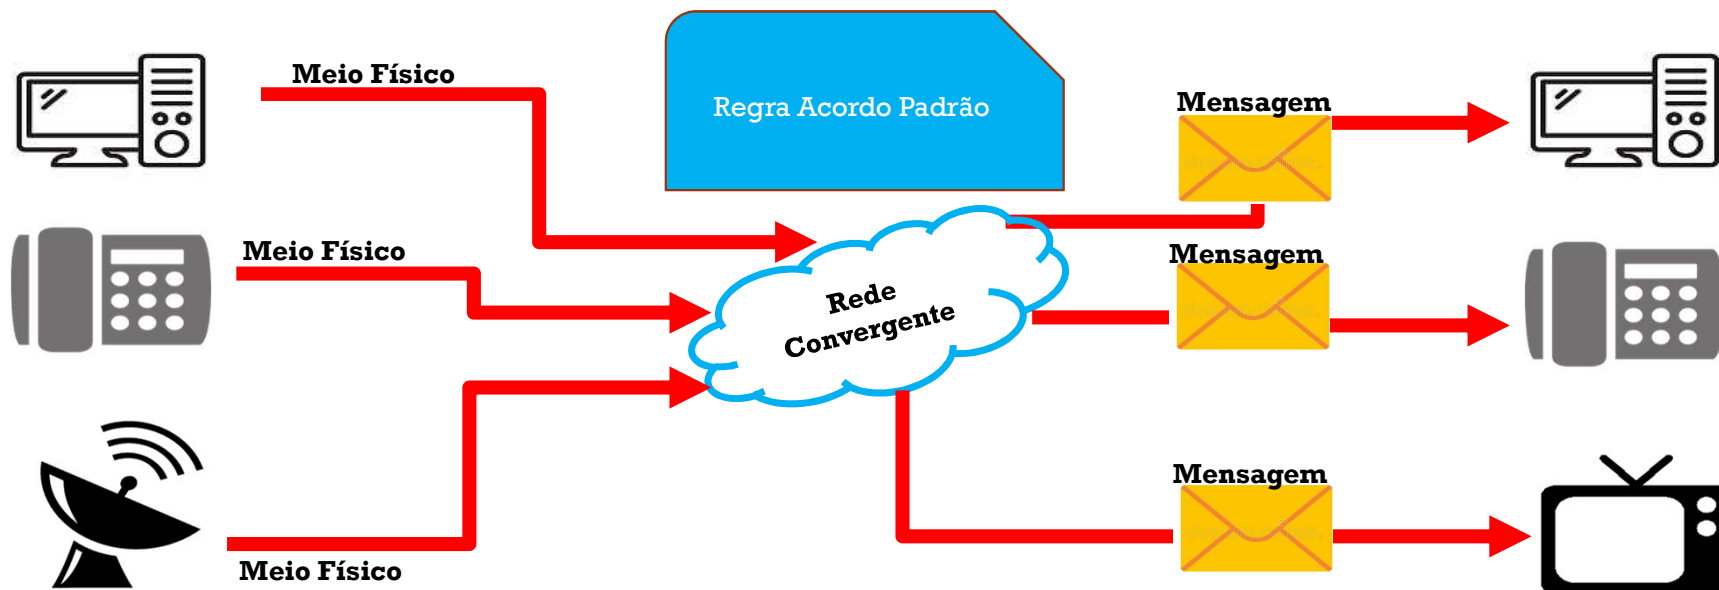 Meio Físico
Regra Acordo Padrão
Mensagem
Meio Físico
Mensagem
Rede
Convergente
Mensagem
Meio Físico